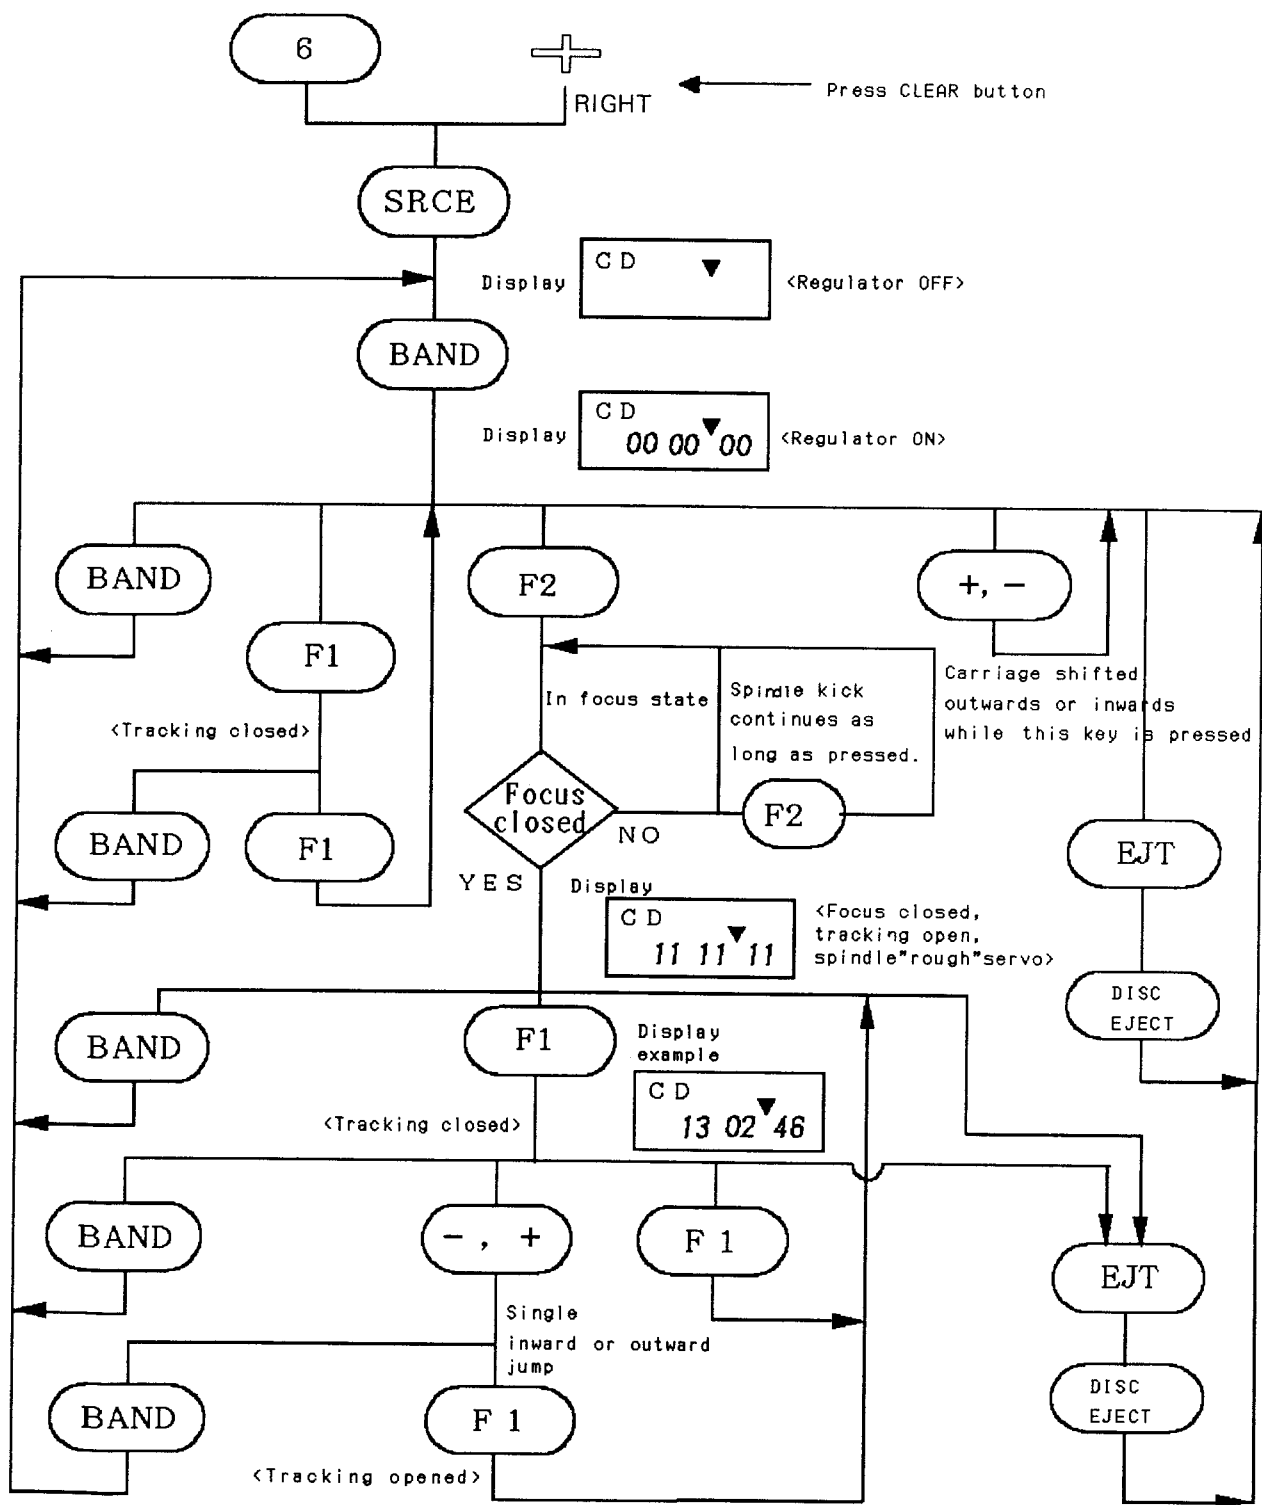 6
RIGHT
Press CLEAR button
SRCE
Display
CD
<Regulator OFF>
BAND
Display
CD
00 00 00
<Regulator ON>
BAND
F2
+, -
F1
In focus state
Spindle kick
continues as
long as pressed.
Carriage shifted
outwards or inwards
while this key is pressed
<Tracking closed>
Focus
closed
NO
F2
BAND
F1
EJT
YES
Display
CD
11 11 11
<Focus closed,
tracking open,
spindle"rough"servo>
DISC
EJECT
BAND
F1
Display
example
CD
13 02 46
<Tracking closed>
BAND
- , +
F 1
EJT
Single
inward or outward
jump
BAND
F 1
DISC
EJECT
<Tracking opened>